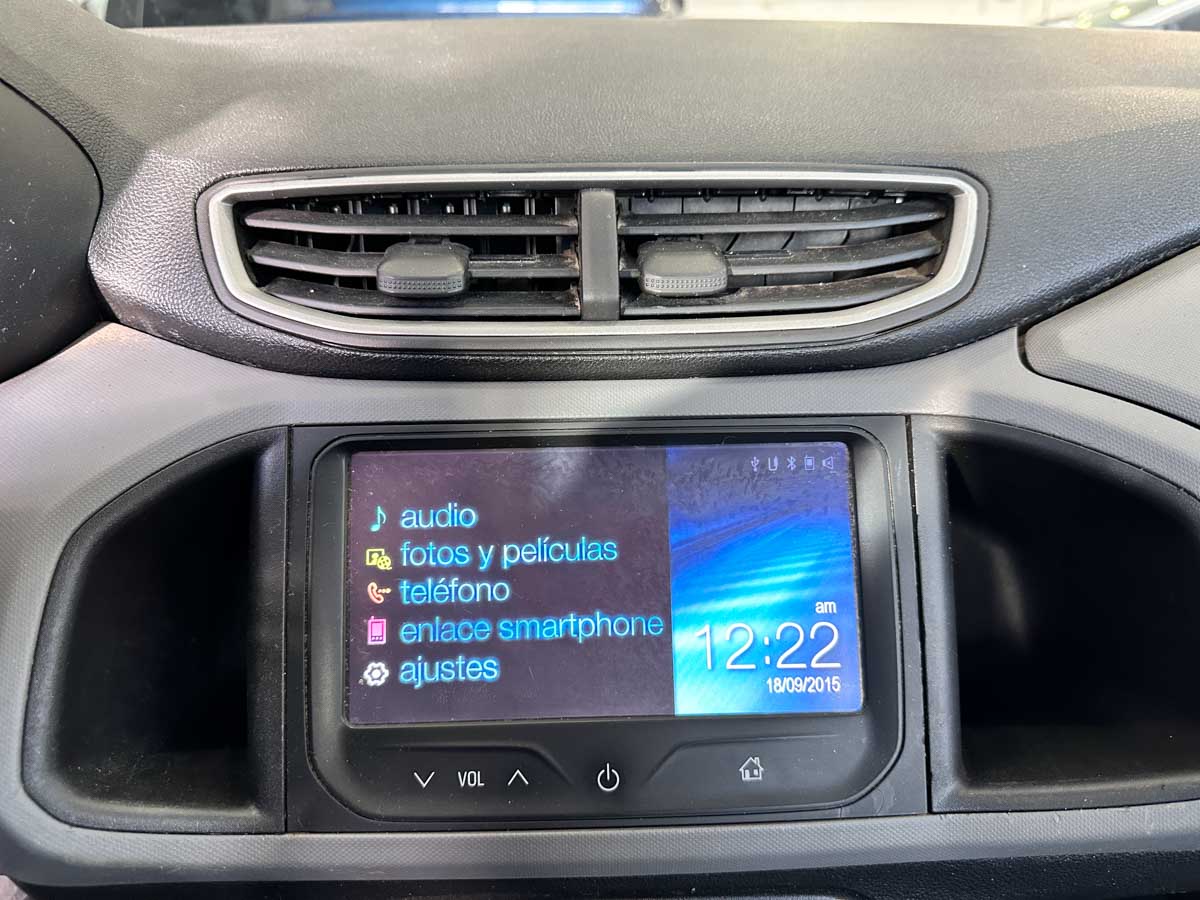 audio
fotos y películas
teléfono
enlace smartphone
ajustes
am
12:22
18/09/2015
VOL